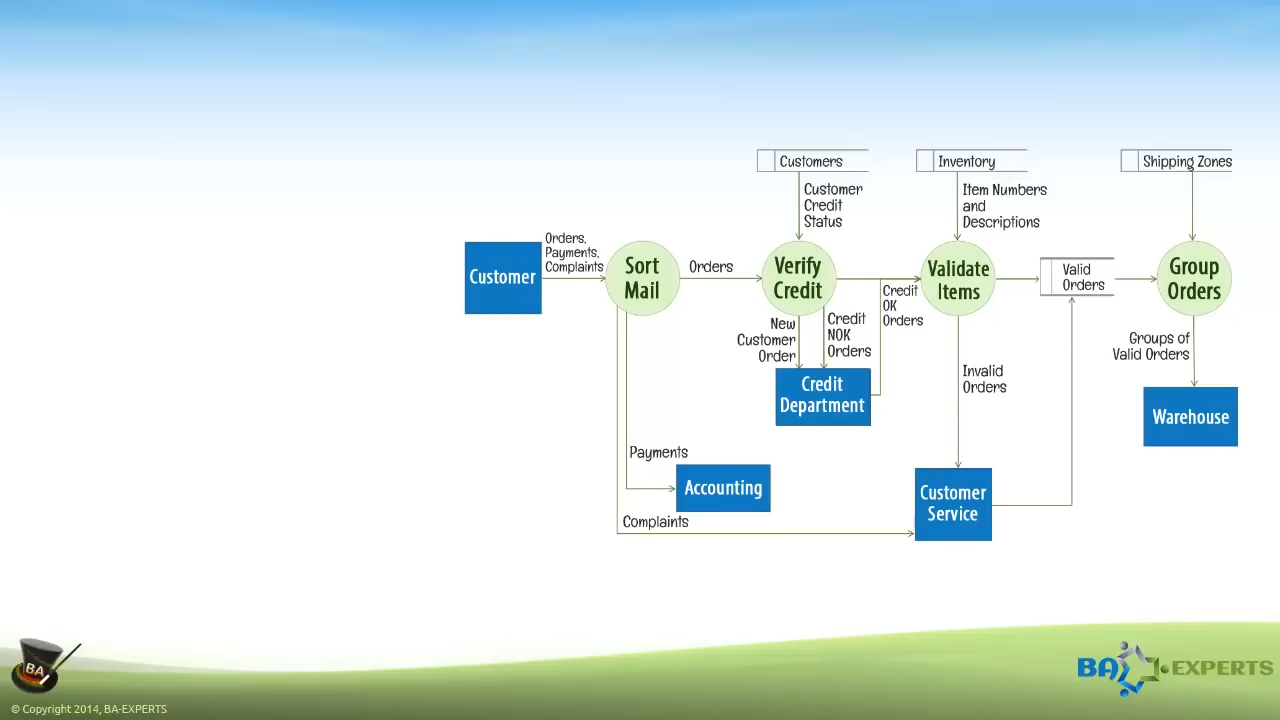 Customers
Inventory
Shipping Zones
Customer
Credit
Status
Item Numbers
and
Descriptions
Orders,
Payments,
Complaints
Customer
Sort
Mail
Orders
Verify
Credit
Credit
OK
Orders
Validate
Items
Valid
Orders
Group
Orders
New
Customer
Order
Credit
NOK
Orders
Groups of
Valid Orders
Credit
Department
Invalid
Orders
Warehouse
Payments
Accounting
Complaints
Customer
Service
BA
BA EXPERTS
© Copyright 2014, BA-EXPERTS